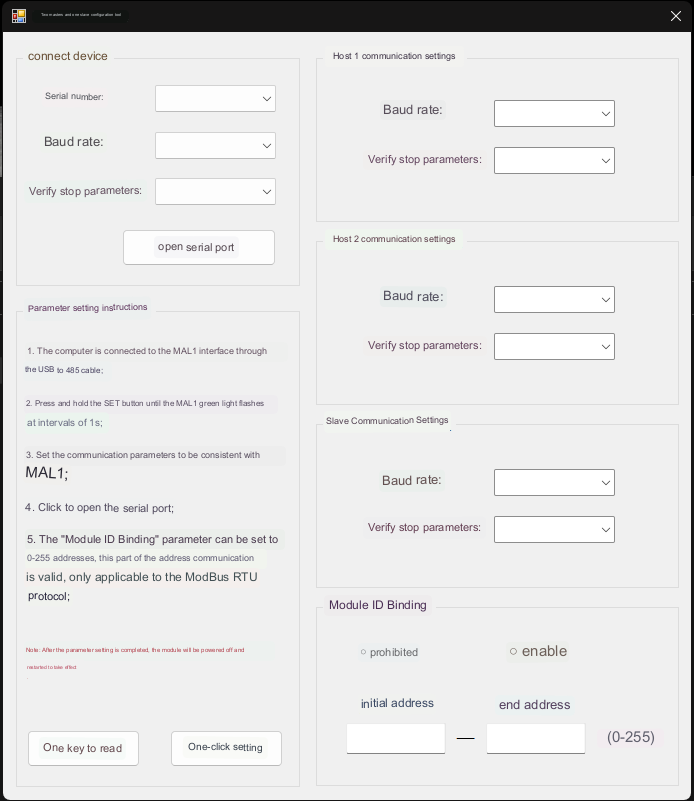 Two masters and one slave configuration tool
connect device
Serial number:
Baud rate:
Verify stop parameters:
open serial port
Parameter setting instructions
1. The computer is connected to the MAL1 interface through
the USB to 485 cable;
2. Press and hold the SET button until the MAL1 green light flashes
at intervals of 1s;
3. Set the communication parameters to be consistent with
MAL1;
4. Click to open the serial port;
5. The "Module ID Binding" parameter can be set to
0-255 addresses, this part of the address communication
is valid, only applicable to the ModBus RTU
protocol;
Note: After the parameter setting is completed, the module will be powered off and
restarted to take effect
One key to read
One-click setting
Host 1 communication settings
Baud rate:
Verify stop parameters:
Host 2 communication settings
Baud rate:
Verify stop parameters:
Slave Communication Settings
Baud rate:
Verify stop parameters:
Module ID Binding
prohibited
enable
initial address
end address
— (0-255)